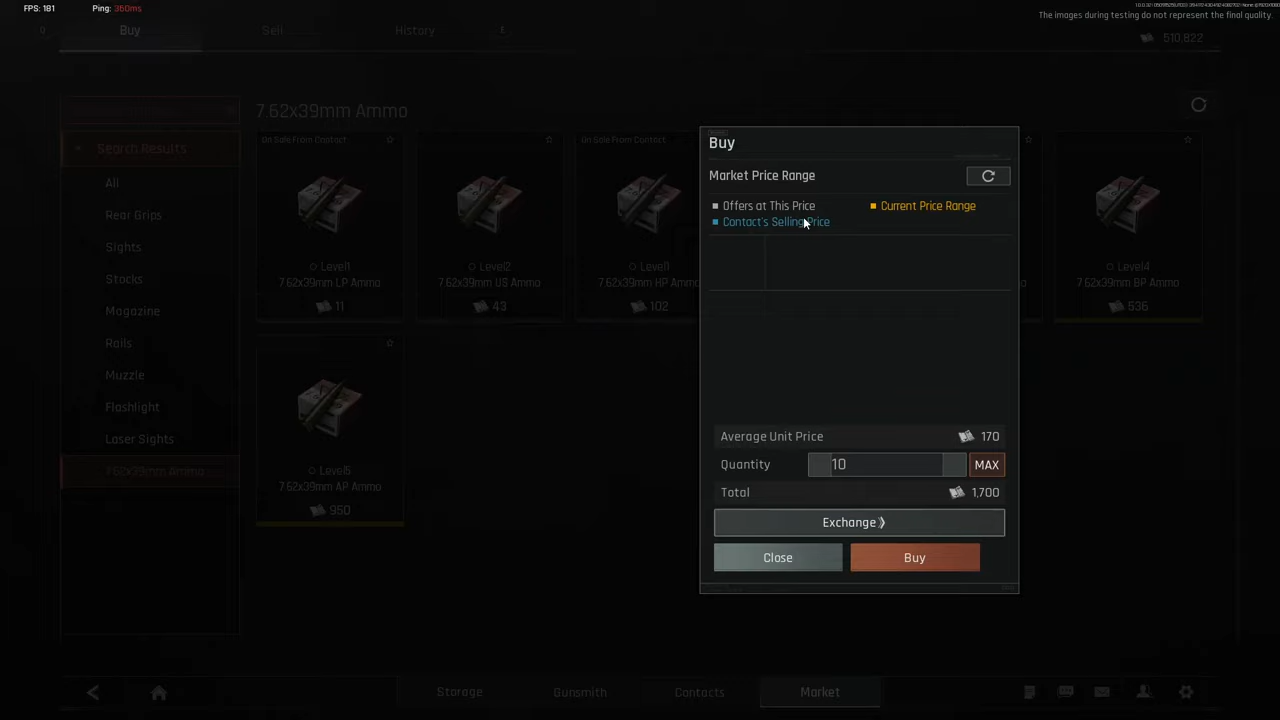 FPS: 181
Ping: 360ms
The images during testing do not represent the final quality
Q
Buy
Sell
History
E
510,822
7.62x39mm Ammo
Search Results
All
Rear Grips
Sights
Stocks
Magazine
Rails
Muzzle
Flashlight
Laser Sights
7.62x39mm Ammo
On Sale From Contact
Level1
7.62x39mm LP Ammo
11
Level2
7.62x39mm US Ammo
43
On Sale From Contact
Level1
7.62x39mm HP Ammo
102
Level4
7.62x39mm BP Ammo
536
Level5
7.62x39mm AP Ammo
950
Buy
Market Price Range
Offers at This Price
Current Price Range
Contact's Selling Price
Average Unit Price
170
Quantity
10
MAX
Total
1,700
Exchange
Close
Buy
Storage
Gunsmith
Contacts
Market